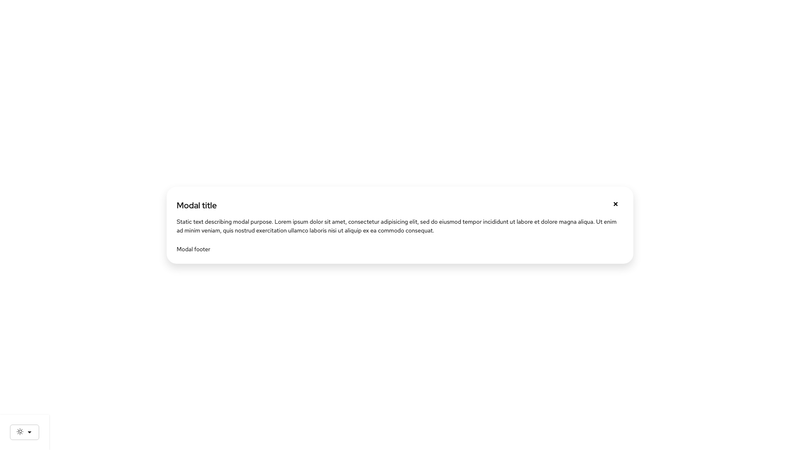 Modal title
Static text describing modal purpose. Lorem ipsum dolor sit amet, consectetur adipisicing elit, sed do eiusmod tempor incididunt ut labore et dolore magna aliqua. Ut enim
ad minim veniam, quis nostrud exercitation ullamco laboris nisi ut aliquip ex ea commodo consequat.
Modal footer